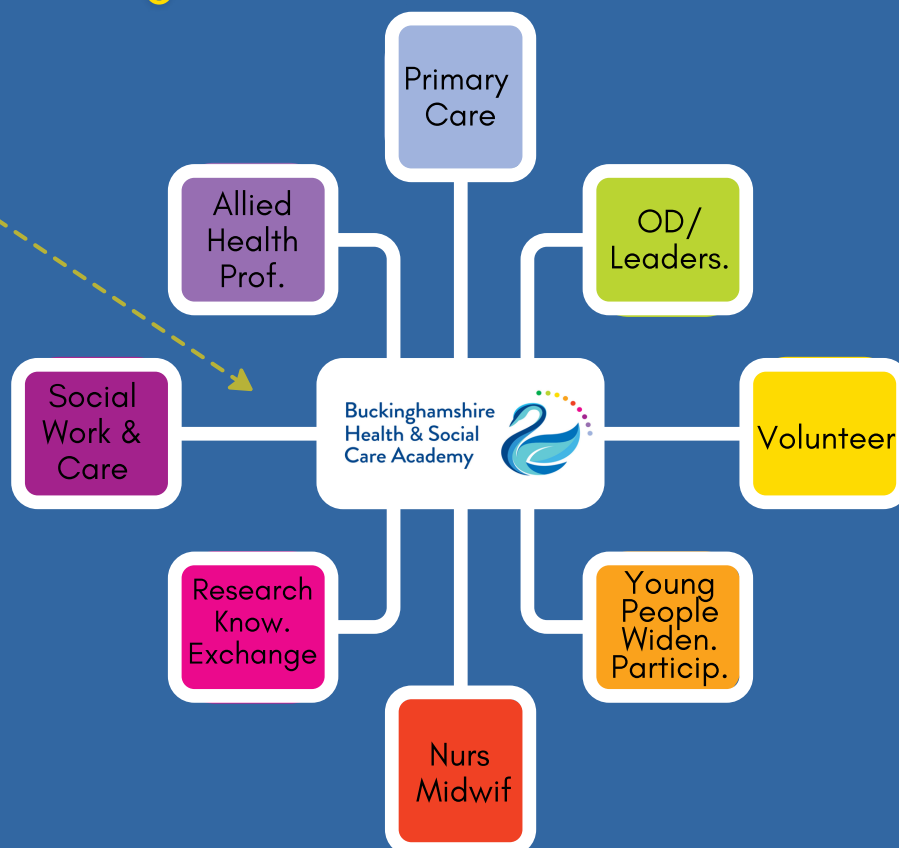 Primary
Care
Allied
Health
Prof.
OD/
Leaders.
Social
Work &
Care
Buckinghamshire
Health & Social
Care Academy
Volunteer
Research
Know.
Exchange
Young
People
Widen.
Particip.
Nurs
Midwif